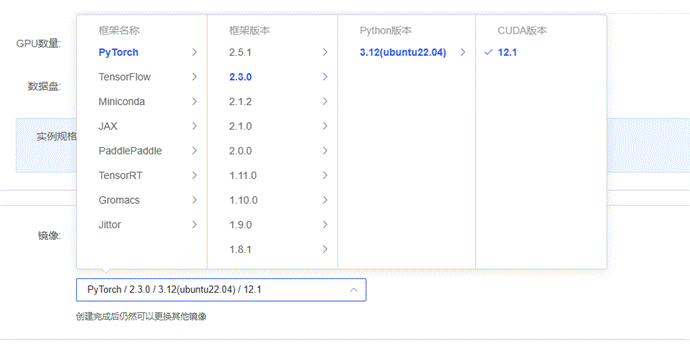 GPU数量:
数据盘:
实例规格
镜像:
框架名称
PyTorch
TensorFlow
Miniconda
JAX
PaddlePaddle
TensorRT
Gromacs
Jittor
框架版本
2.5.1
2.3.0
2.1.2
2.1.0
2.0.0
1.11.0
1.10.0
1.9.0
1.8.1
Python版本
3.12(ubuntu22.04)
CUDA版本
12.1
PyTorch / 2.3.0 / 3.12(ubuntu22.04) / 12.1
创建完成后仍然可以更换其他镜像